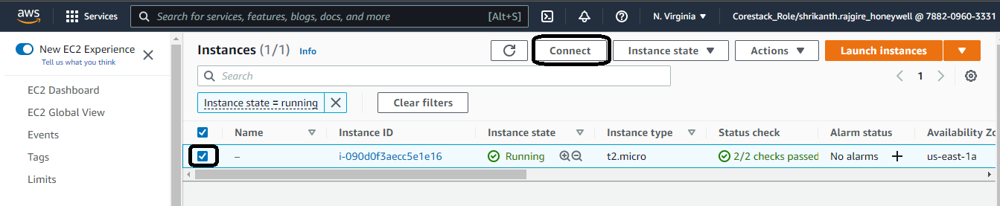 aws Services Search for services, features, blogs, docs, and more [Alt+S] N. Virginia Corestack_Role/shrikanth.rajgire_honeywell @ 7882-0960-3331
New EC2 Experience
Tell us what you think
EC2 Dashboard
EC2 Global View
Events
Tags
Limits
Instances (1/1) Info Connect Instance state Actions Launch instances
Search 1
Instance state = running Clear filters
Name Instance ID Instance state Instance type Status check Alarm status Availability Zo
– i-090d0f3aecc5e1e16 Running t2.micro 2/2 checks passed No alarms + us-east-1a